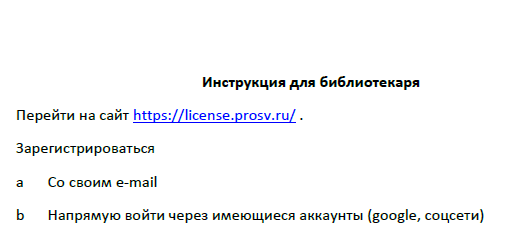 Инструкция для библиотекаря
Перейти на сайт https://license.prosv.ru/ .
Зарегистрироваться
a Со своим e-mail
b Напрямую войти через имеющиеся аккаунты (google, соцсети)